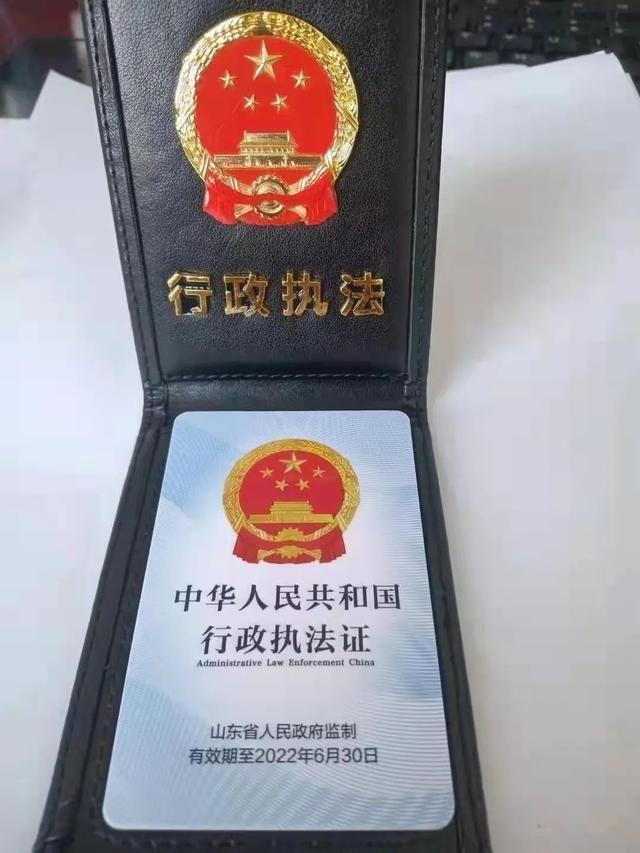 行政执法
中华人民共和国
行政执法证
Administrative Law Enforcement China
山东省人民政府监制
有效期至2022年6月30日